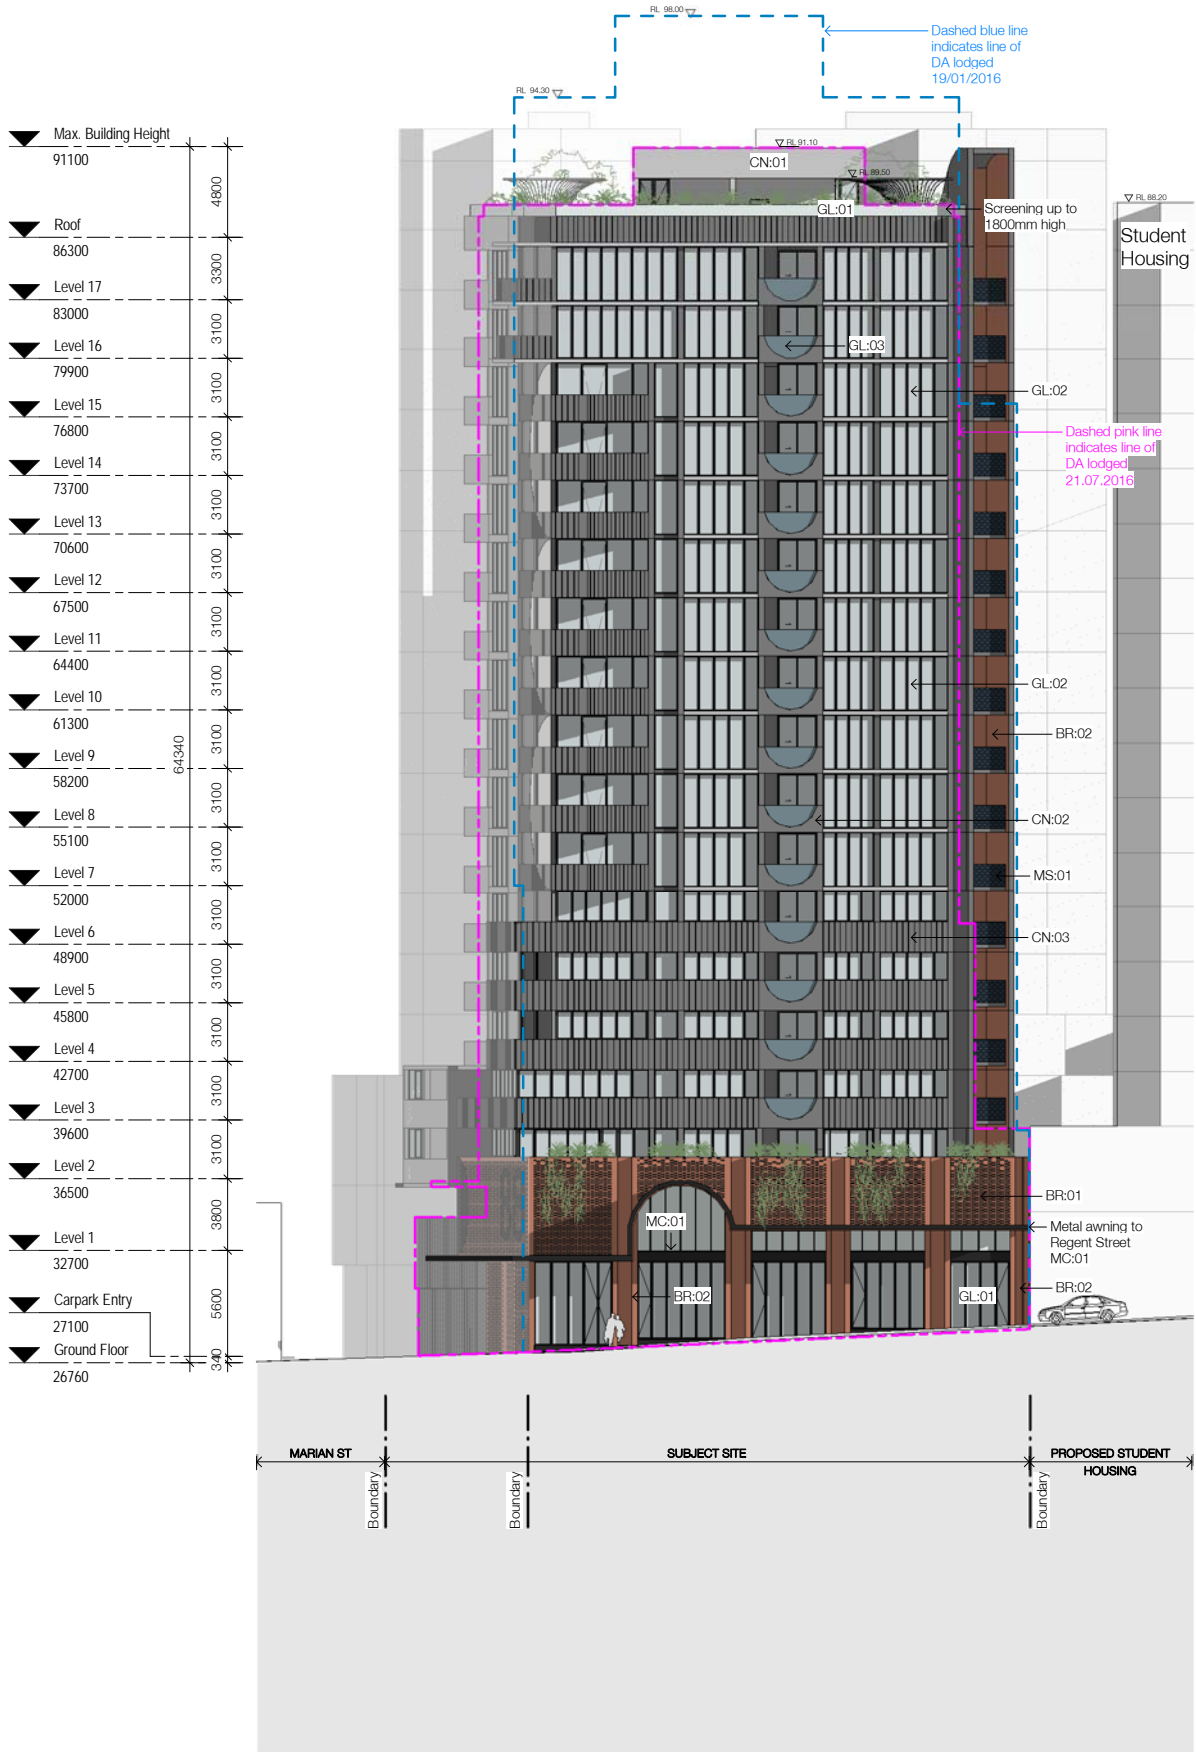 RL 98.00
Dashed blue line
indicates line of
DA lodged
19/01/2016
RL 94.30
Max. Building Height
91100
RL 91.10
CN:01
RL 89.50
4800
GL:01
Screening up to
1800mm high
RL 88.20
Student
Housing
Roof
86300
3300
Level 17
83000
3100
GL:03
Level 16
79900
3100
GL:02
Level 15
76800
3100
Dashed pink line
indicates line of
DA lodged
21.07.2016
Level 14
73700
3100
Level 13
70600
3100
Level 12
67500
3100
Level 11
64400
3100
GL:02
Level 10
61300
3100
BR:02
64340
Level 9
58200
3100
CN:02
Level 8
55100
3100
MS:01
Level 7
52000
3100
CN:03
Level 6
48900
3100
Level 5
45800
3100
Level 4
42700
3100
Level 3
39600
3100
Level 2
36500
3800
BR:01
MC:01
Metal awning to
Regent Street
MC:01
Level 1
32700
5600
BR:02
GL:01
BR:02
Carpark Entry
27100
340
Ground Floor
26760
MARIAN ST
SUBJECT SITE
PROPOSED STUDENT
HOUSING
Boundary
Boundary
Boundary